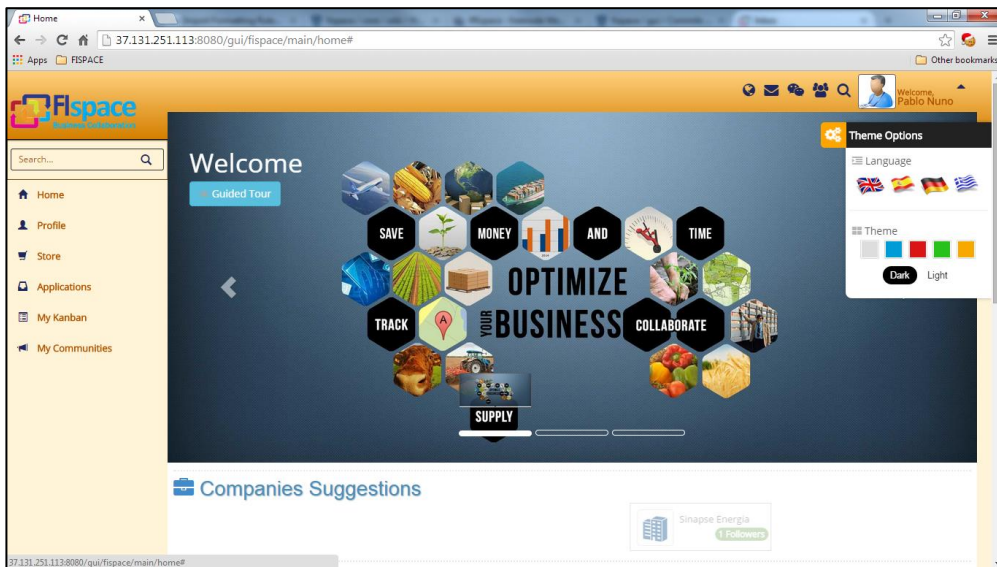 Home
37.131.251.113:8080/gui/fispace/main/home#
Apps FISPACE Other bookmarks
FIspace
Business Collaboration
Welcome,
Pablo Nuno
Search...
Home
Profile
Store
Applications
My Kanban
My Communities
Welcome
Guided Tour
SAVE MONEY AND TIME
OPTIMIZE
YOUR BUSINESS
TRACK A COLLABORATE
SUPPLY
Theme Options
Language
Theme
Dark Light
Companies Suggestions
Sinapse Energia
1 Followers
37.131.251.113:8080/gui/fispace/main/home#